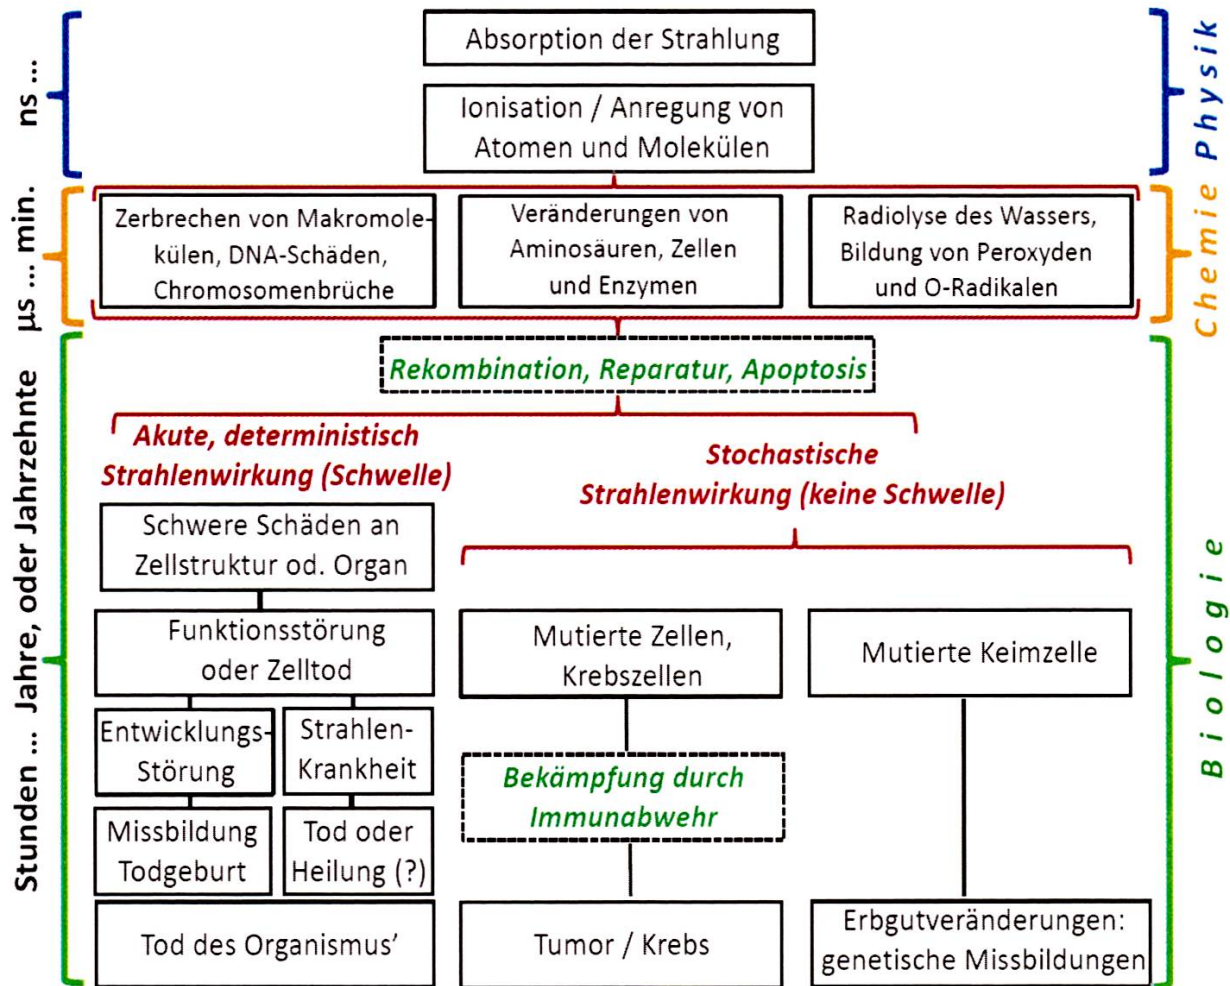 Absorption der Strahlung
Ionisation / Anregung von
Atomen und Molekülen
ns ...
Physik
Zerbrechen von Makromole-
külen, DNA-Schäden,
Chromosomenbrüche
Veränderungen von
Aminosäuren, Zellen
und Enzymen
Radiolyse des Wassers,
Bildung von Peroxyden
und O-Radikalen
µs ... min.
Chemie
Rekombination, Reparatur, Apoptosis
Akute, deterministisch
Strahlenwirkung (Schwelle)
Stochastische
Strahlenwirkung (keine Schwelle)
Schwere Schäden an
Zellstruktur od. Organ
Funktionsstörung
oder Zelltod
Mutierte Zellen,
Krebszellen
Mutierte Keimzelle
Entwicklungs-
Störung
Strahlen-
Krankheit
Bekämpfung durch
Immunabwehr
Missbildung
Todgeburt
Tod oder
Heilung (?)
Tod des Organismus’
Tumor / Krebs
Erbgutveränderungen:
genetische Missbildungen
Stunden ... Jahre, oder Jahrzehnte
Biologie